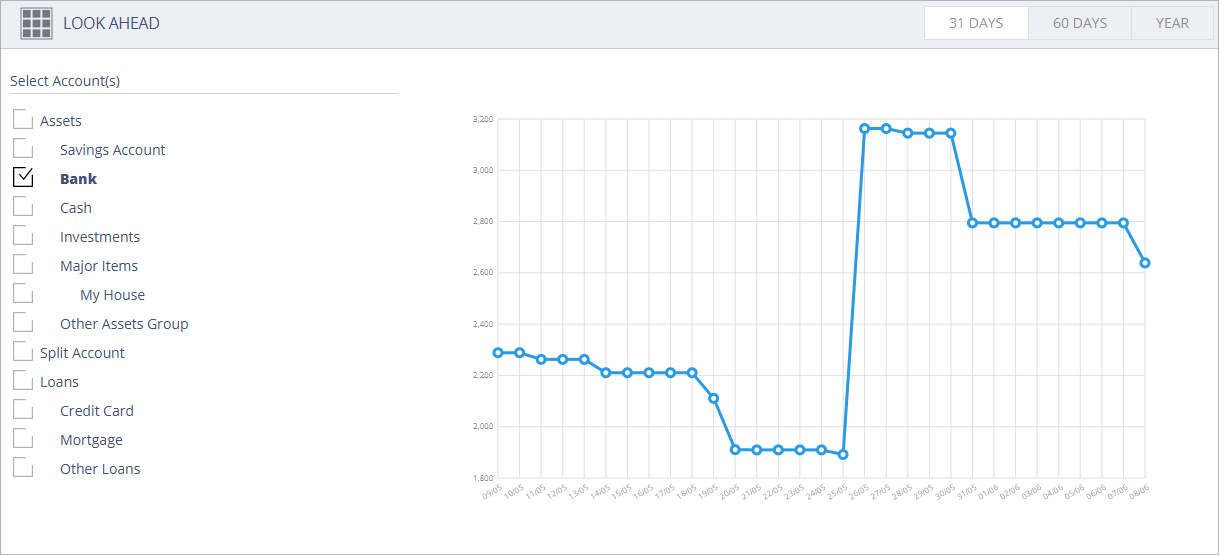 LOOK AHEAD
31 DAYS 60 DAYS YEAR
Select Account(s)
Assets
Savings Account
Bank
Cash
Investments
Major Items
My House
Other Assets Group
Split Account
Loans
Credit Card
Mortgage
Other Loans
3,200
3,000
2,800
2,600
2,400
2,200
2,000
1,800
09/05 10/05 11/05 12/05 13/05 14/05 15/05 16/05 17/05 18/05 19/05 20/05 21/05 22/05 23/05 24/05 25/05 26/05 27/05 28/05 29/05 30/05 31/05 01/06 02/06 03/06 04/06 05/06 06/06 07/06 08/06